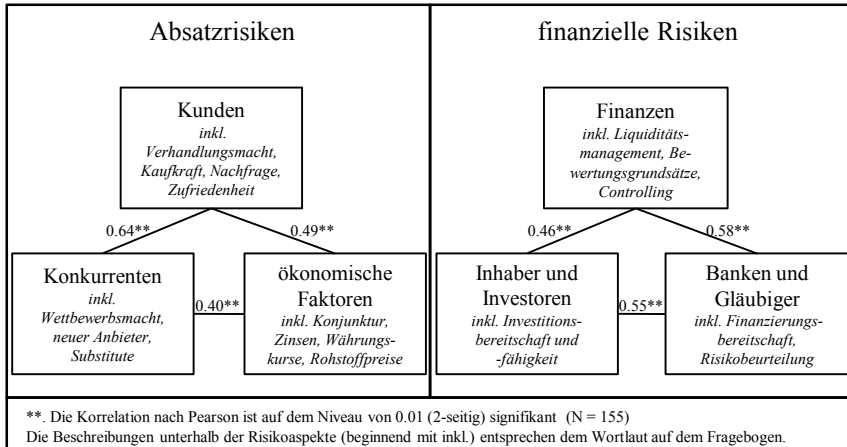 Absatzrisiken
Kunden
inkl.
Verhandlungsmacht,
Kaufkraft, Nachfrage,
Zufriedenheit
0.64**
0.49**
Konkurrenten
inkl.
Wettbewerbsmacht,
neuer Anbieter,
Substitute
0.40**
ökonomische
Faktoren
inkl. Konjunktur,
Zinsen, Währungs-
kurse, Rohstoffpreise
finanzielle Risiken
Finanzen
inkl. Liquiditäts-
management, Be-
wertungsgrundsätze,
Controlling
0.46**
0.58**
Inhaber und
Investoren
inkl. Investitions-
bereitschaft und
-fähigkeit
0.55**
Banken und
Gläubiger
inkl. Finanzierungs-
bereitschaft,
Risikobeurteilung
**. Die Korrelation nach Pearson ist auf dem Niveau von 0.01 (2-seitig) signifikant (N = 155)
Die Beschreibungen unterhalb der Risikoaspekte (beginnend mit inkl.) entsprechen dem Wortlaut auf dem Fragebogen.